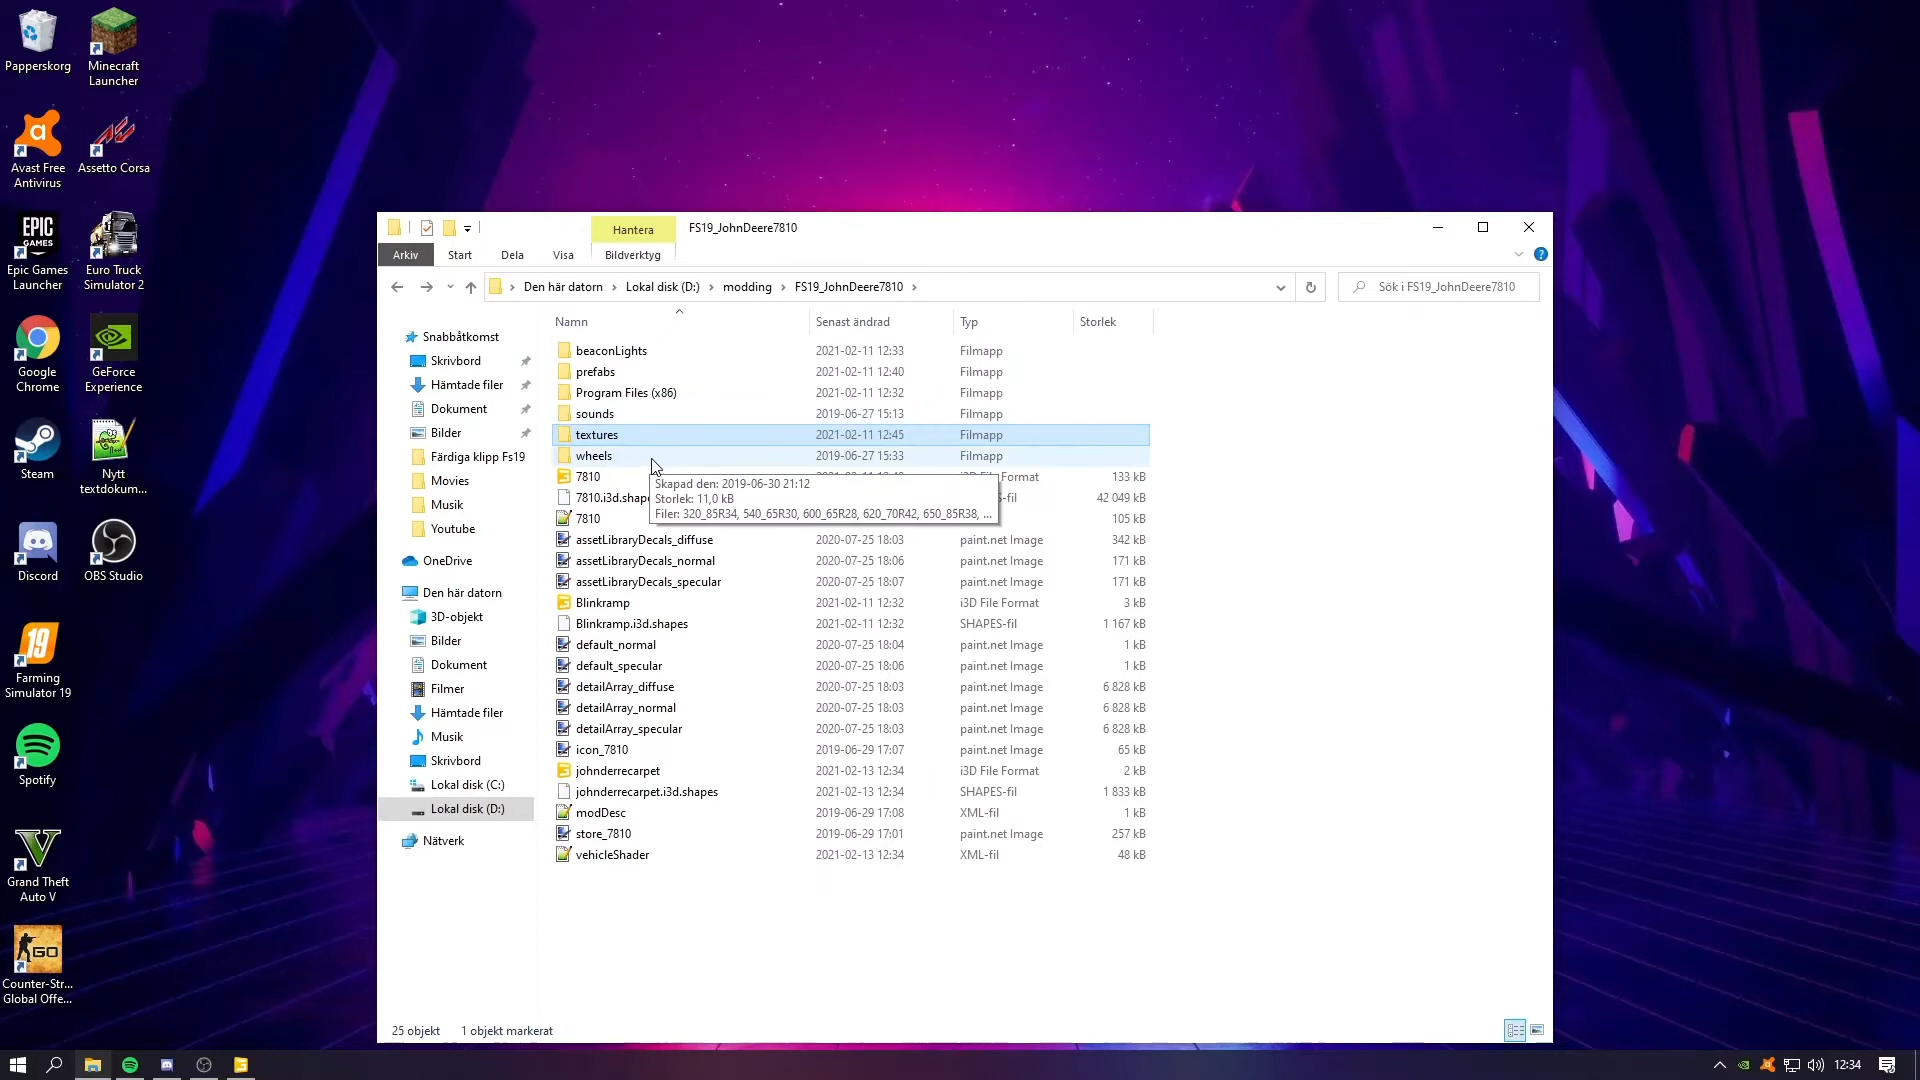 Papperskorg
Minecraft
Launcher
Avast Free
Antivirus
Assetto Corsa
EPIC
GAMES
Epic Games
Launcher
Euro Truck
Simulator 2
Google
Chrome
GeForce
Experience
Steam
Nytt
textdokum...
Discord
OBS Studio
19
Farming
Simulator 19
Spotify
V
Grand Theft
Auto V
GO
Counter-Str...
Global Offe...
Hantera
FS19_JohnDeere7810
Arkiv
Start
Dela
Visa
Bildverktyg
Den här datorn
Lokal disk (D:)
modding
FS19_JohnDeere7810
Sök i FS19_JohnDeere7810
Snabbåtkomst
Skrivbord
Hämtade filer
Dokument
Bilder
Färdiga klipp Fs19
Movies
Musik
Youtube
OneDrive
Den här datorn
3D-objekt
Bilder
Dokument
Filmer
Hämtade filer
Musik
Skrivbord
Lokal disk (C:)
Lokal disk (D:)
Nätverk
Namn Senast ändrad Typ Storlek
beaconLights 2021-02-11 12:33 Filmapp
prefabs 2021-02-11 12:40 Filmapp
Program Files (x86) 2021-02-11 12:32 Filmapp
sounds 2019-06-27 15:13 Filmapp
textures 2021-02-11 12:45 Filmapp
wheels 2019-06-27 15:33 Filmapp
7810 File Format 133 kB
Skapad den: 2019-06-30 21:12
Storlek: 11,0 kB
Filer: 320_85R34, 540_65R30, 600_65R28, 620_70R42, 650_85R38, ...
7810.i3d.shape S-fil 42 049 kB
7810 105 kB
assetLibraryDecals_diffuse 2020-07-25 18:03 paint.net Image 342 kB
assetLibraryDecals_normal 2020-07-25 18:06 paint.net Image 171 kB
assetLibraryDecals_specular 2020-07-25 18:07 paint.net Image 171 kB
Blinkramp 2021-02-11 12:32 i3D File Format 3 kB
Blinkramp.i3d.shapes 2021-02-11 12:32 SHAPES-fil 1 167 kB
default_normal 2020-07-25 18:04 paint.net Image 1 kB
default_specular 2020-07-25 18:06 paint.net Image 1 kB
detailArray_diffuse 2020-07-25 18:03 paint.net Image 6 828 kB
detailArray_normal 2020-07-25 18:03 paint.net Image 6 828 kB
detailArray_specular 2020-07-25 18:03 paint.net Image 6 828 kB
icon_7810 2019-06-29 17:07 paint.net Image 65 kB
johnderrecarpet 2021-02-13 12:34 i3D File Format 2 kB
johnderrecarpet.i3d.shapes 2021-02-13 12:34 SHAPES-fil 1 833 kB
modDesc 2019-06-29 17:08 XML-fil 1 kB
store_7810 2019-06-29 17:01 paint.net Image 257 kB
vehicleShader 2021-02-13 12:34 XML-fil 48 kB
25 objekt 1 objekt markerat
12:34